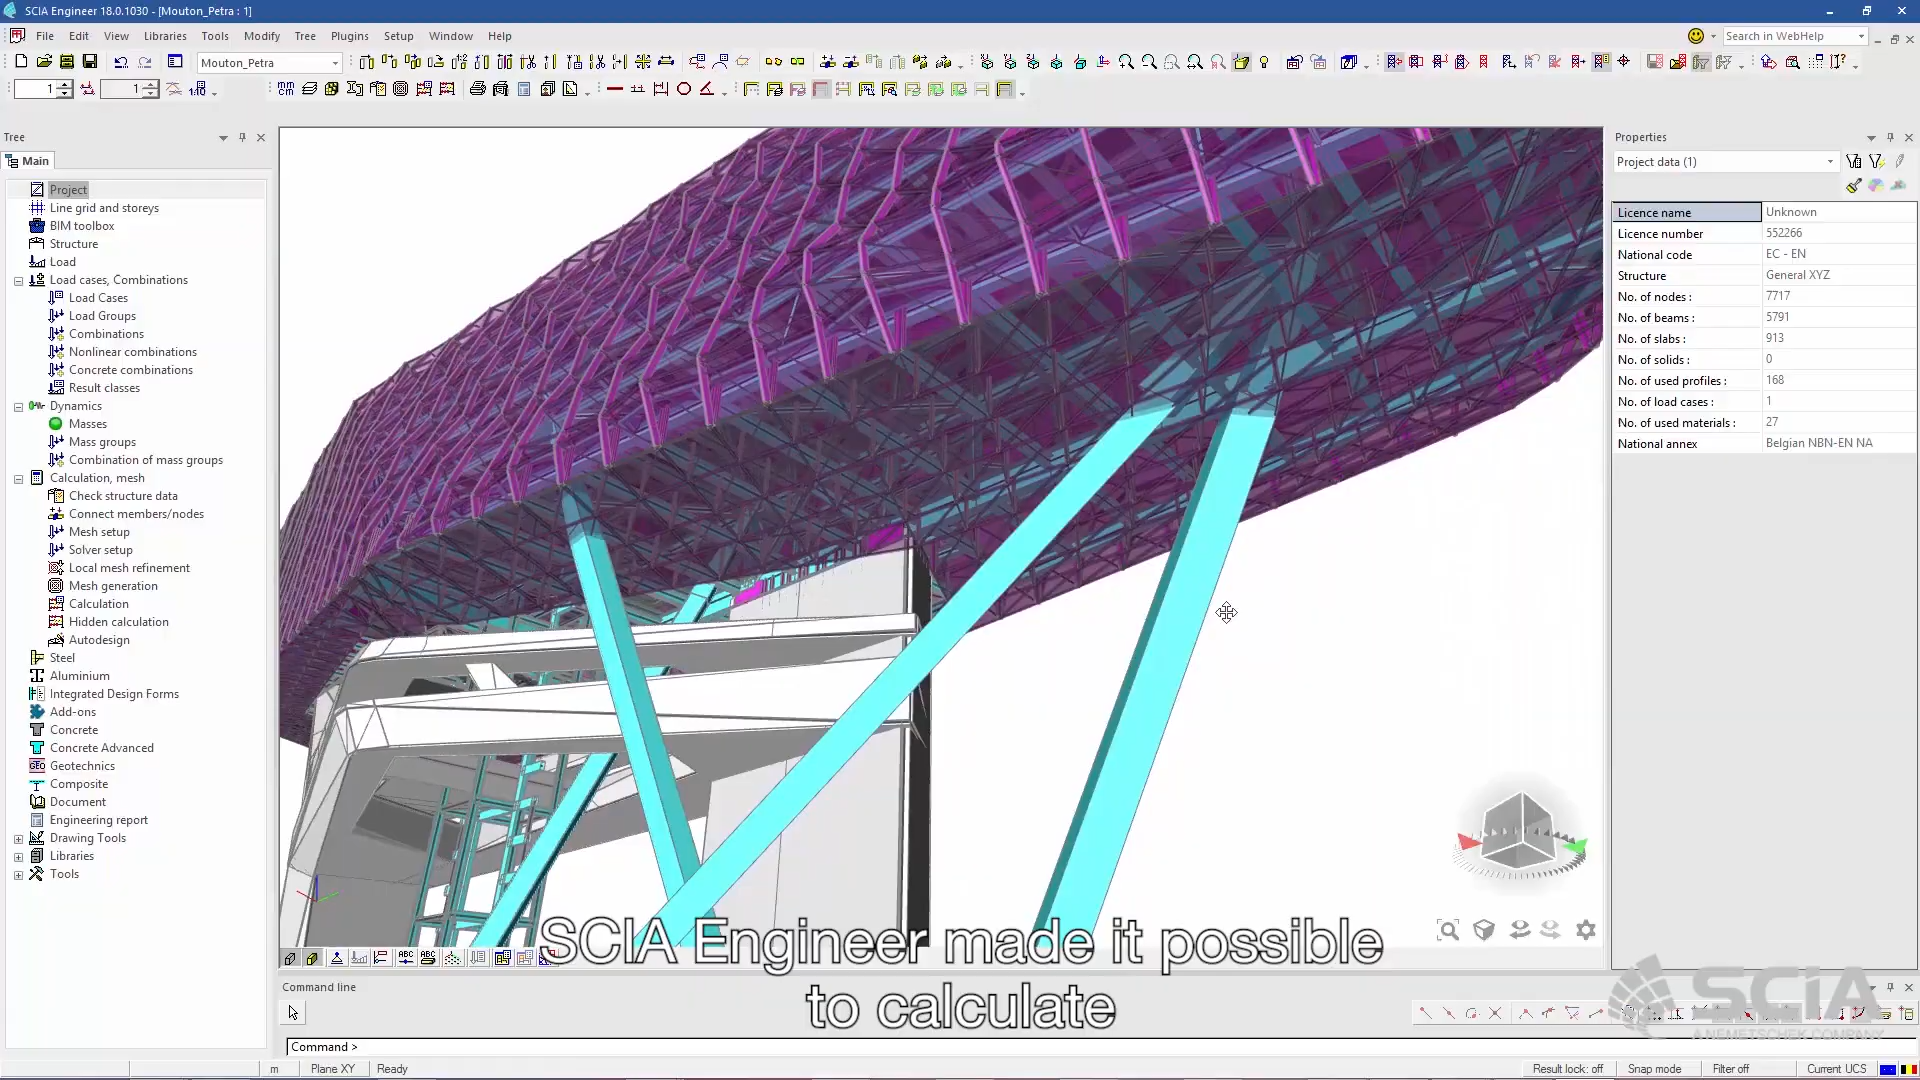 SCIA Engineer 18.0.1030 - [Mouton_Petra : 1]
File Edit View Libraries Tools Modify Tree Plugins Setup Window Help
Search in WebHelp
Mouton_Petra
1
1
Tree
Main
Project
Line grid and storeys
BIM toolbox
Structure
Load
Load cases, Combinations
Load Cases
Load Groups
Combinations
Nonlinear combinations
Concrete combinations
Result classes
Dynamics
Masses
Mass groups
Combination of mass groups
Calculation, mesh
Check structure data
Connect members/nodes
Mesh setup
Solver setup
Local mesh refinement
Mesh generation
Calculation
Hidden calculation
Autodesign
Steel
Aluminium
Integrated Design Forms
Add-ons
Concrete
Concrete Advanced
Geotechnics
Composite
Document
Engineering report
Drawing Tools
Libraries
Tools
Properties
Project data (1)
Licence name Unknown
Licence number 552266
National code EC - EN
Structure General XYZ
No. of nodes : 7717
No. of beams : 5791
No. of slabs : 913
No. of solids : 0
No. of used profiles : 168
No. of load cases : 1
No. of used materials : 27
National annex Belgian NBN-EN NA
SCIA Engineer made it possible
to calculate
Command line
Command >
SCIA
A NEMETSCHEK COMPANY
m Plane XY Ready
Result lock: off Snap mode Filter off Current UCS